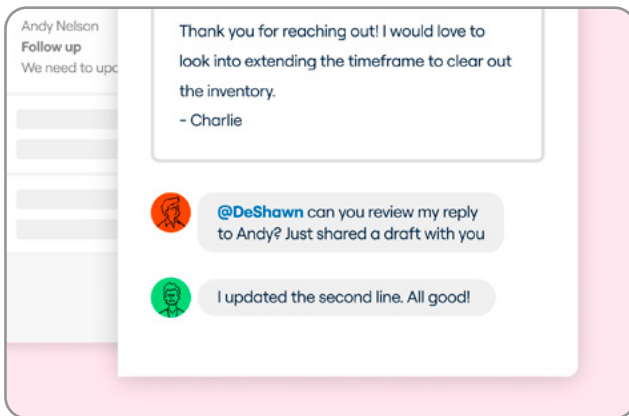 Andy Nelson
Follow up
We need to upd
Thank you for reaching out! I would love to
look into extending the timeframe to clear out
the inventory.
- Charlie
@DeShawn can you review my reply
to Andy? Just shared a draft with you
I updated the second line. All good!